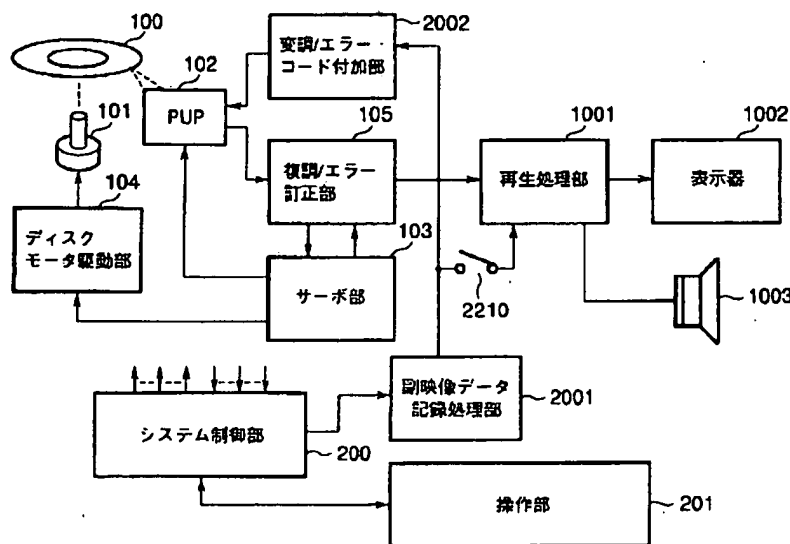 100
2002
変調/エラー
コード付加部
102
PUP
101
105
復調/エラー
訂正部
1001
再生処理部
1002
表示器
104
ディスク
モータ駆動部
103
サーボ部
2210
1003
副映像データ
記録処理部
2001
システム制御部
200
操作部
201